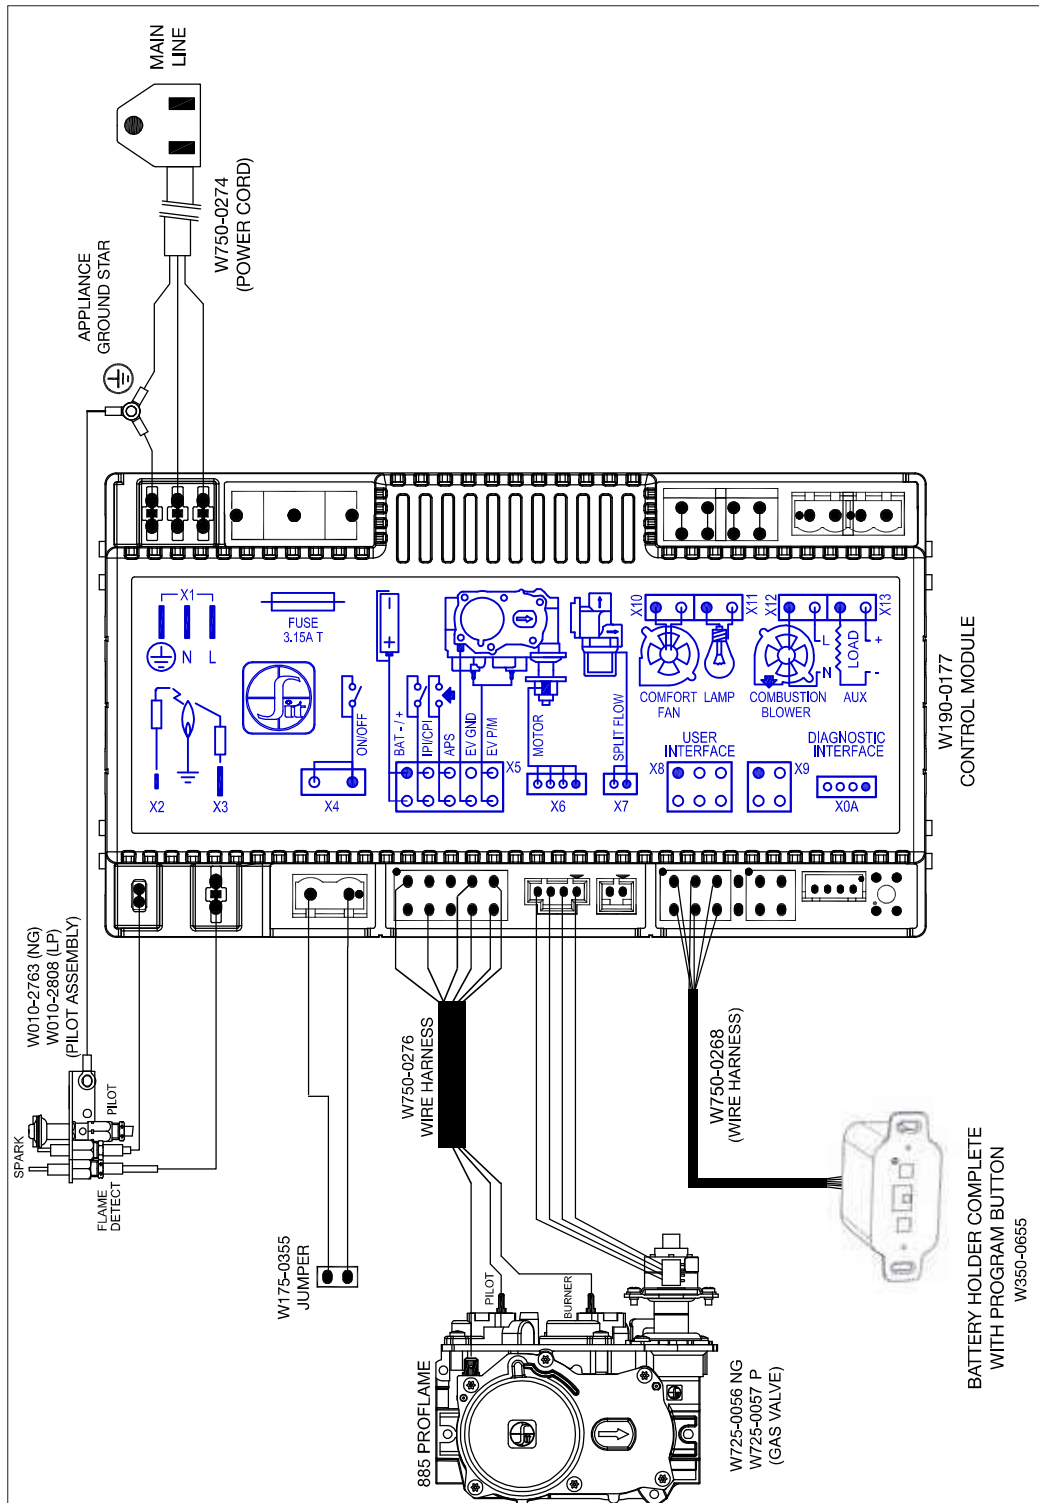 MAIN
LINE
W750-0274
(POWER CORD)
APPLIANCE
GROUND STAR
W010-2763 (NG)
W010-2808 (LP)
(PILOT ASSEMBLY)
SPARK
PILOT
FLAME
DETECT
W175-0355
JUMPER
W750-0276
WIRE HARNESS
W750-0268
(WIRE HARNESS)
885 PROFLAME
PILOT
BURNER
W725-0056 NG
W725-0057 P
(GAS VALVE)
BATTERY HOLDER COMPLETE
WITH PROGRAM BUTTON
W350-0655
W190-0177
CONTROL MODULE
X1
N
L
FUSE
3.15A T
X2
X3
Sit
ON/OFF
X4
BAT -/+
IPI/CPI
APS
EV GND
EV P/M
X5
MOTOR
X6
SPLIT FLOW
X7
X10
X11
X12
X13
COMFORT
FAN
LAMP
COMBUSTION
BLOWER
N
L
LOAD
- +
AUX
USER
INTERFACE
X8
X9
DIAGNOSTIC
INTERFACE
X0A